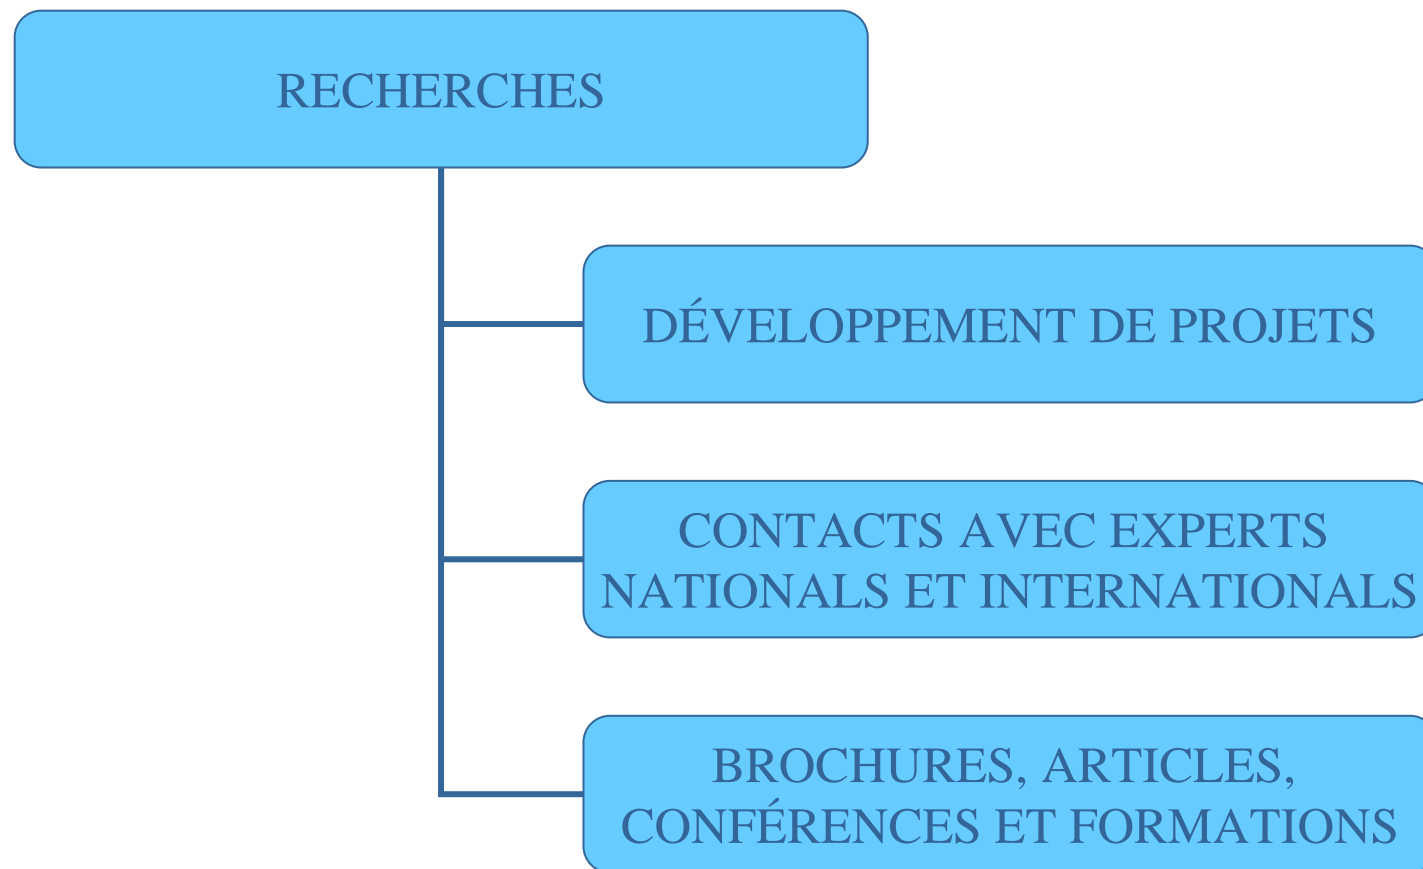 RECHERCHES
DÉVELOPPEMENT DE PROJETS
CONTACTS AVEC EXPERTS
NATIONALS ET INTERNATIONALS
BROCHURES, ARTICLES,
CONFÉRENCES ET FORMATIONS